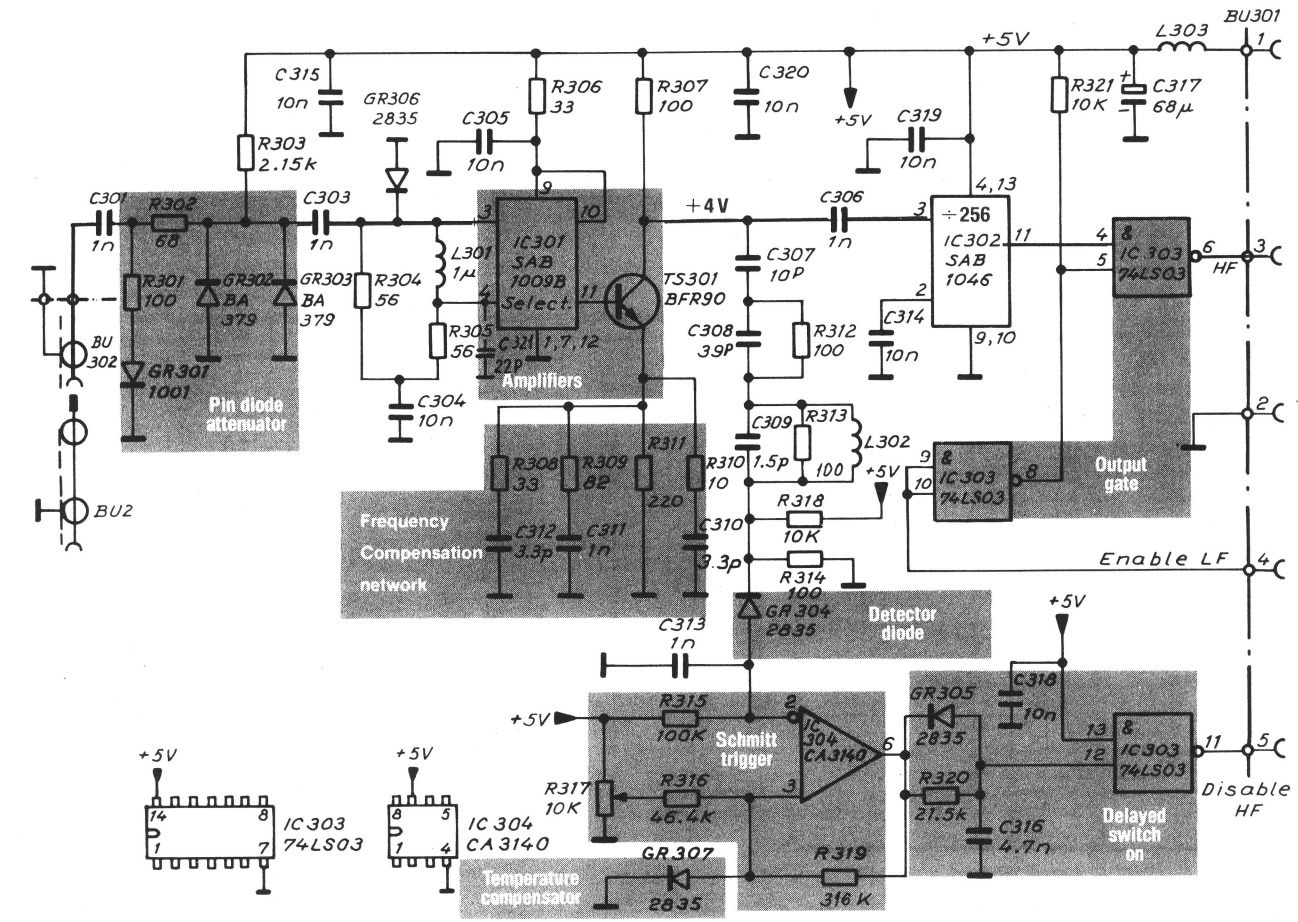 BU301
L303
+5V
1
C315
10n
GR306
2835
R306
33
R307
100
C320
10n
+5V
R321
10K
+
−
C317
68μ
C305
10n
C319
10n
R303
2.15k
4,13
C301
1n
R302
68
C303
1n
9
3
10
+4V
C306
1n
3
÷256
IC302
SAB
1046
11
4
&
5
IC303
74LS03
6
HF
3
L301
1μ
IC301
SAB
1009B
Select.
4
11
C307
10P
R301
100
GR302
BA
379
GR303
BA
379
R304
56
TS301
BFR90
2
C314
10n
R305
56
C321
22P
1,7,12
C308
39P
R312
100
9,10
BU
302
GR301
1001
Amplifiers
Pin diode
attenuator
C304
10n
C309
1.5p
R313
100
L302
+5V
2
R308
33
R309
82
R311
220
R310
10
9
&
10
IC303
74LS03
8
Output
gate
BU2
R318
10K
Frequency
Compensation
network
C312
3.3p
C311
1n
C310
3.3p
R314
100
Enable LF
4
GR304
2835
Detector
diode
+5V
C313
1n
GR305
2835
C318
10n
+5V
R315
100K
Schmitt
trigger
2
IC
304
CA3140
6
3
13
&
12
IC303
74LS03
11
5
Disable
HF
+5V
+5V
R317
10K
R316
46.4K
R320
21.5k
14
8
1
7
IC303
74LS03
8
5
1
4
IC304
CA3140
C316
4.7n
Delayed
switch
on
GR307
2835
R319
316K
Temperature
compensator